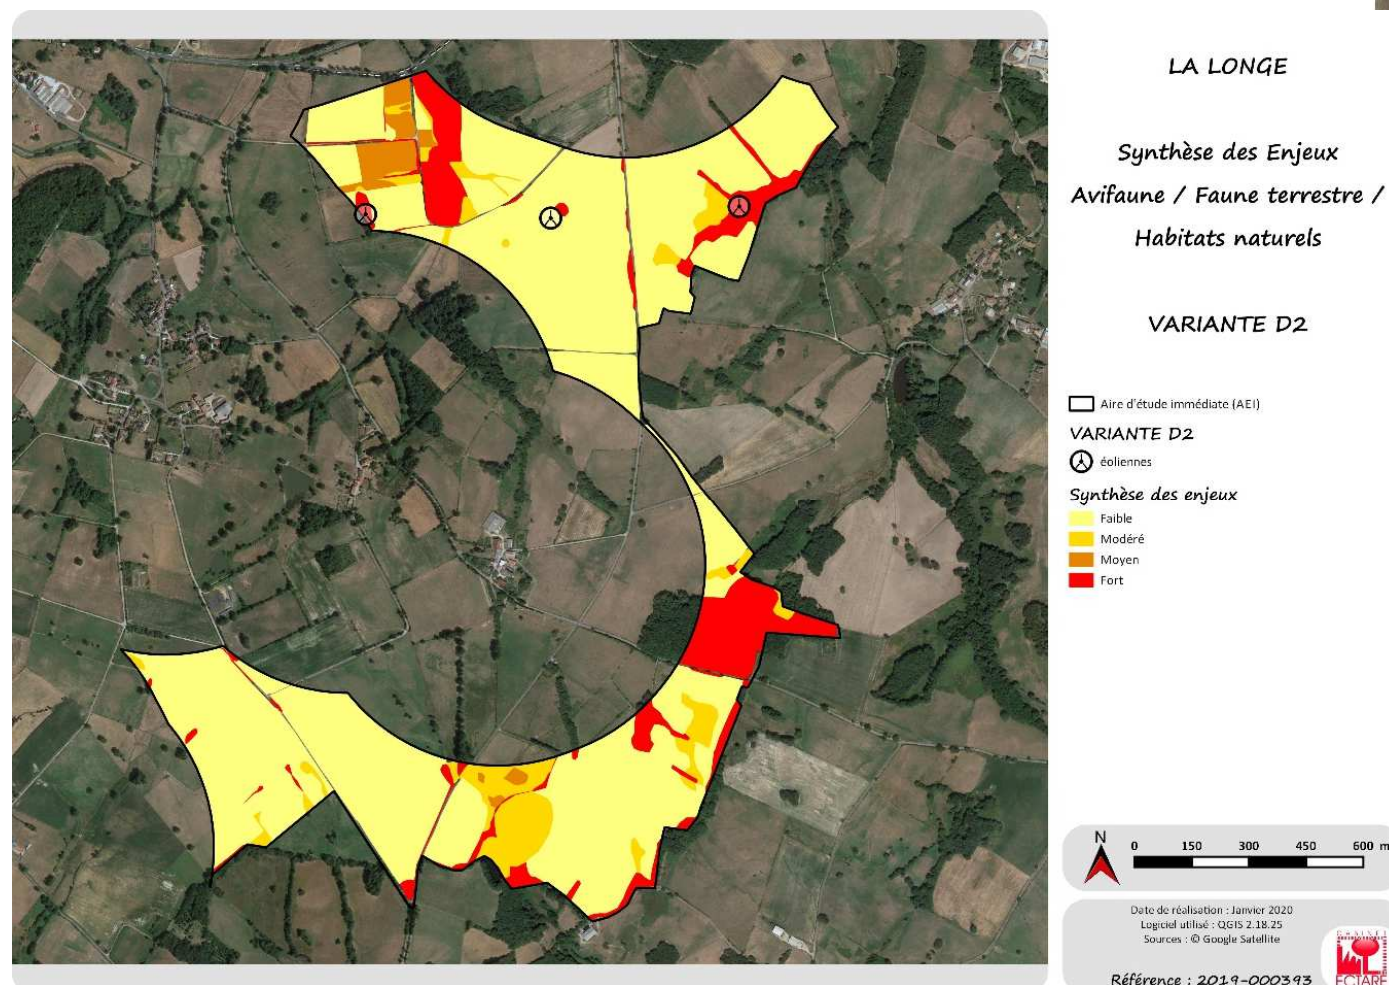 LA LONGE
Synthèse des Enjeux
Avifaune / Faune terrestre /
Habitats naturels
VARIANTE D2
Aire d'étude immédiate (AEI)
VARIANTE D2
éoliennes
Synthèse des enjeux
Faible
Modéré
Moyen
Fort
N
0 150 300 450 600 m
Date de réalisation : Janvier 2020
Logiciel utilisé : QGIS 2.18.25
Sources : © Google Satellite
Référence : 2019-000393
ECTARE